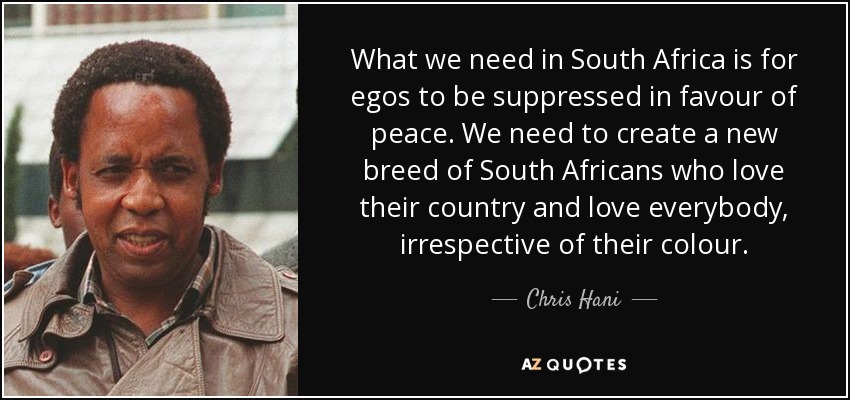 What we need in South Africa is for
egos to be suppressed in favour of
peace. We need to create a new
breed of South Africans who love
their country and love everybody,
irrespective of their colour.
— Chris Hani —
AZ QUOTES